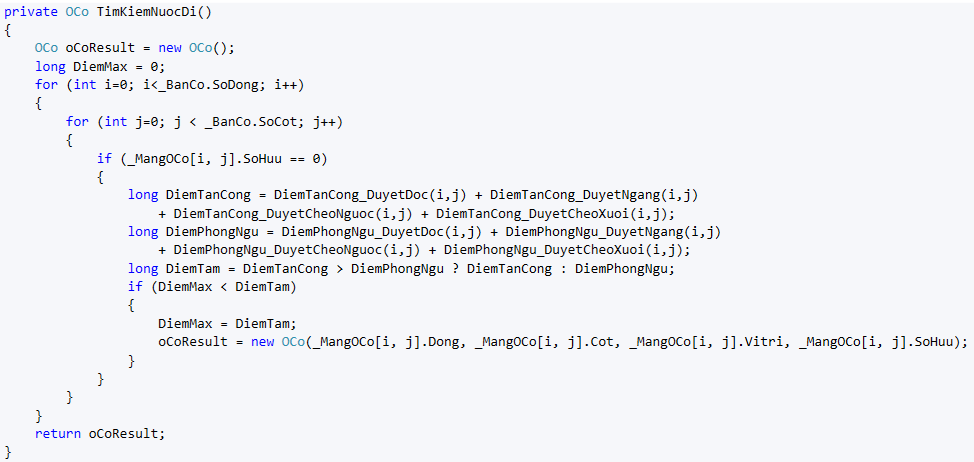 private OCo TimKiemNuocDi()
{
    OCo oCoResult = new OCo();
    long DiemMax = 0;
    for (int i=0; i<_BanCo.SoDong; i++)
    {
        for (int j=0; j < _BanCo.SoCot; j++)
        {
            if (_MangOCo[i, j].SoHuu == 0)
            {
                long DiemTanCong = DiemTanCong_DuyetDoc(i,j) + DiemTanCong_DuyetNgang(i,j)
                    + DiemTanCong_DuyetCheoNguoc(i,j) + DiemTanCong_DuyetCheoXuoi(i,j);
                long DiemPhongNgu = DiemPhongNgu_DuyetDoc(i,j) + DiemPhongNgu_DuyetNgang(i,j)
                    + DiemPhongNgu_DuyetCheoNguoc(i,j) + DiemPhongNgu_DuyetCheoXuoi(i,j);
                long DiemTam = DiemTanCong > DiemPhongNgu ? DiemTanCong : DiemPhongNgu;
                if (DiemMax < DiemTam)
                {
                    DiemMax = DiemTam;
                    oCoResult = new OCo(_MangOCo[i, j].Dong, _MangOCo[i, j].Cot, _MangOCo[i, j].Vitri, _MangOCo[i, j].SoHuu);
                }
            }
        }
    }
    return oCoResult;
}